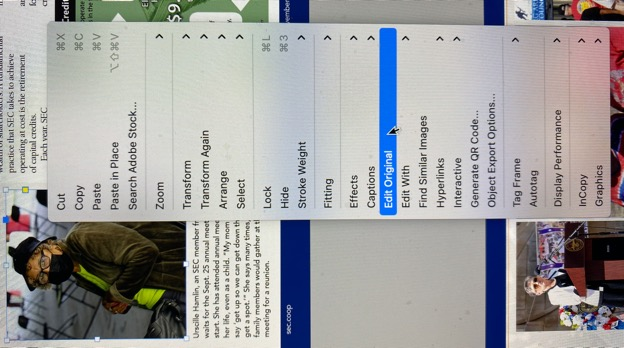 practice that SEC takes to achieve
operating at cost is the retirement
of capital credits.
Each year, SEC
Cut ⌘X
Copy ⌘C
Paste ⌘V
Paste in Place ⌥⇧⌘V
Search Adobe Stock...
Zoom >
Transform >
Transform Again >
Arrange >
Select >
Lock ⌘L
Hide ⌘3
Stroke Weight >
Fitting >
Effects >
Captions >
Edit Original
Edit With >
Find Similar Images
Hyperlinks >
Interactive >
Generate QR Code...
Object Export Options...
Tag Frame >
Autotag
Display Performance >
InCopy >
Graphics >
Urscille Hamlin, an SEC member f
waits for the Sept. 25 annual meet
start. She has attended annual mee
her life, even as a child. "My mom
say 'get up so we can get down th
get a spot.'" She says many times,
family members would gather at t
meeting for a reunion.
sec.coop